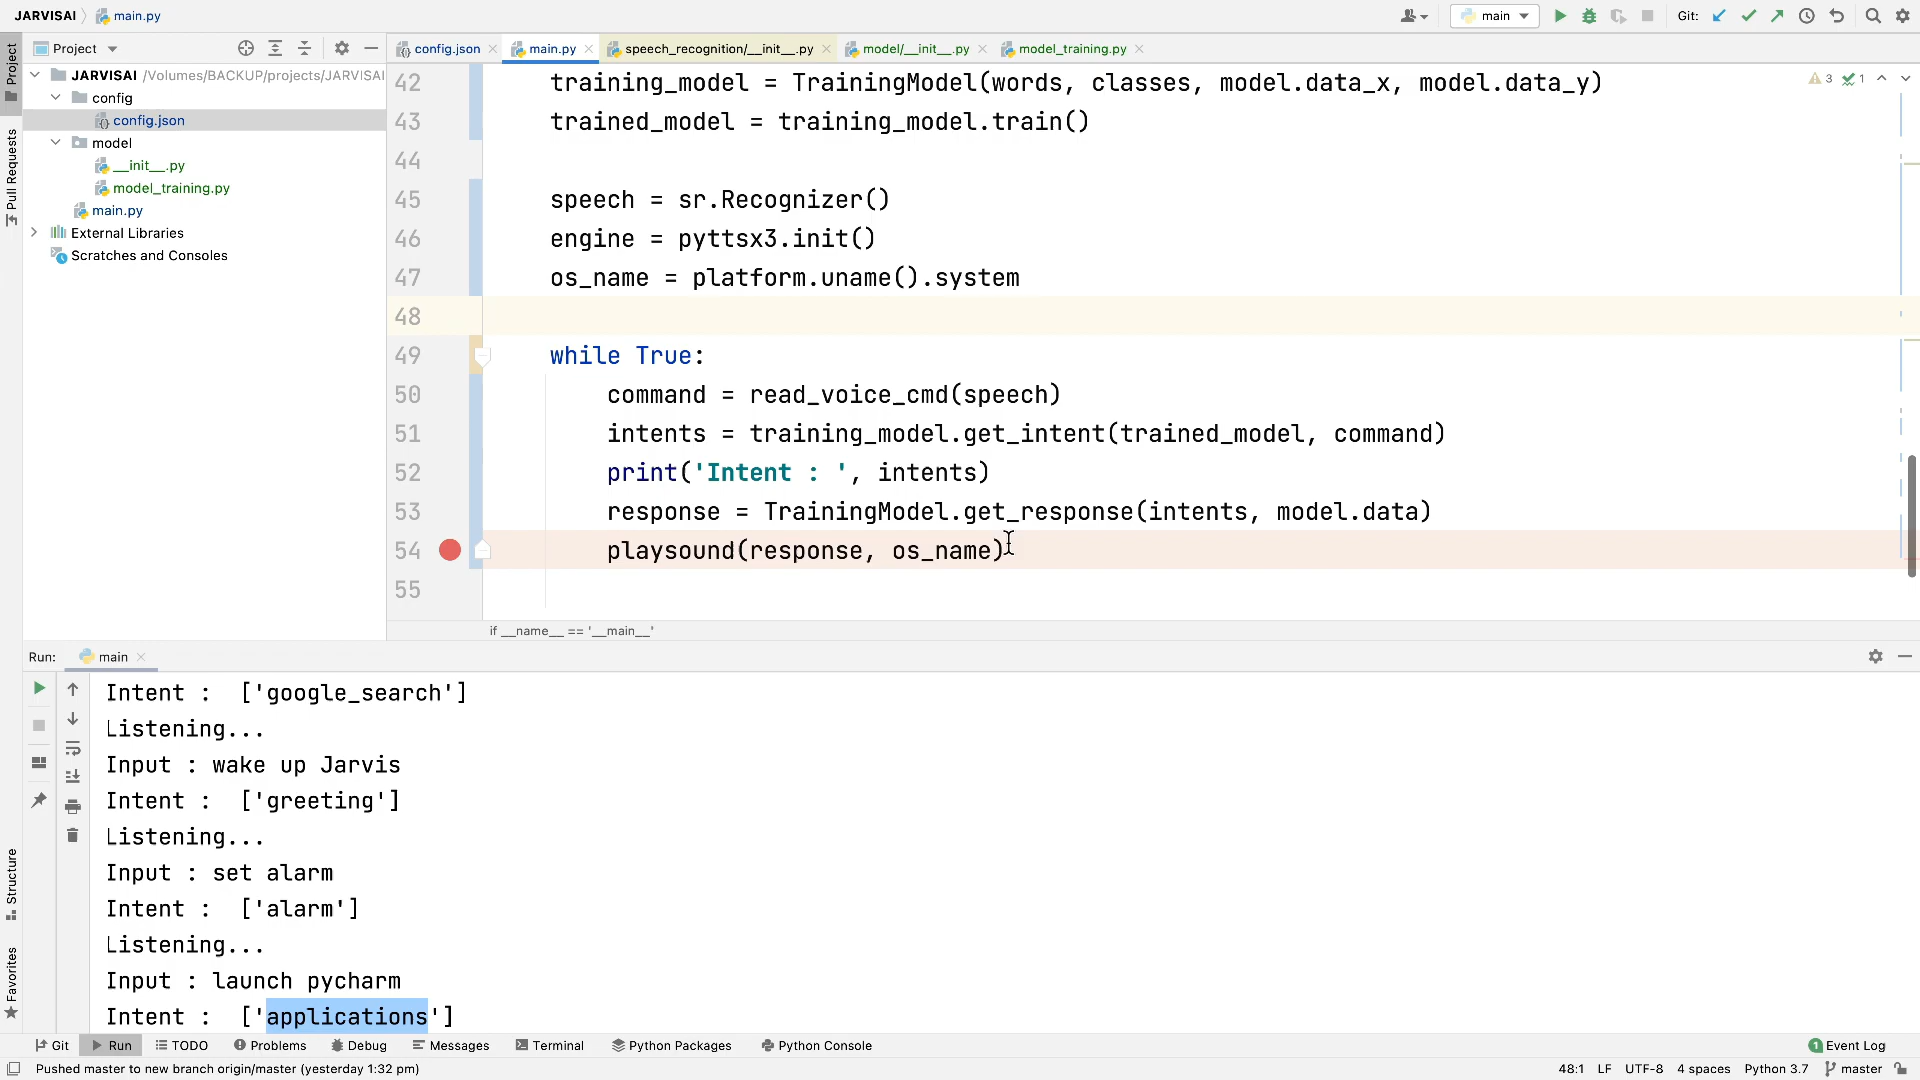 JARVISAI main.py main Git:
Project config.json main.py speech_recognition/__init__.py model/__init__.py model_training.py
Project
Pull Requests
Structure
Favorites
JARVISAI /Volumes/BACKUP/projects/JARVISAI
config
config.json
model
__init__.py
model_training.py
main.py
External Libraries
Scratches and Consoles
3 1
42 training_model = TrainingModel(words, classes, model.data_x, model.data_y)
43 trained_model = training_model.train()
44
45 speech = sr.Recognizer()
46 engine = pyttsx3.init()
47 os_name = platform.uname().system
48
49 while True:
50 command = read_voice_cmd(speech)
51 intents = training_model.get_intent(trained_model, command)
52 print('Intent : ', intents)
53 response = TrainingModel.get_response(intents, model.data)
54 playsound(response, os_name)
55
if __name__ == '__main__'
Run: main
Intent :  ['google_search']
Listening...
Input : wake up Jarvis
Intent :  ['greeting']
Listening...
Input : set alarm
Intent :  ['alarm']
Listening...
Input : launch pycharm
Intent :  ['applications']
Git Run TODO Problems Debug Messages Terminal Python Packages Python Console 1 Event Log
Pushed master to new branch origin/master (yesterday 1:32 pm) 48:1 LF UTF-8 4 spaces Python 3.7 master